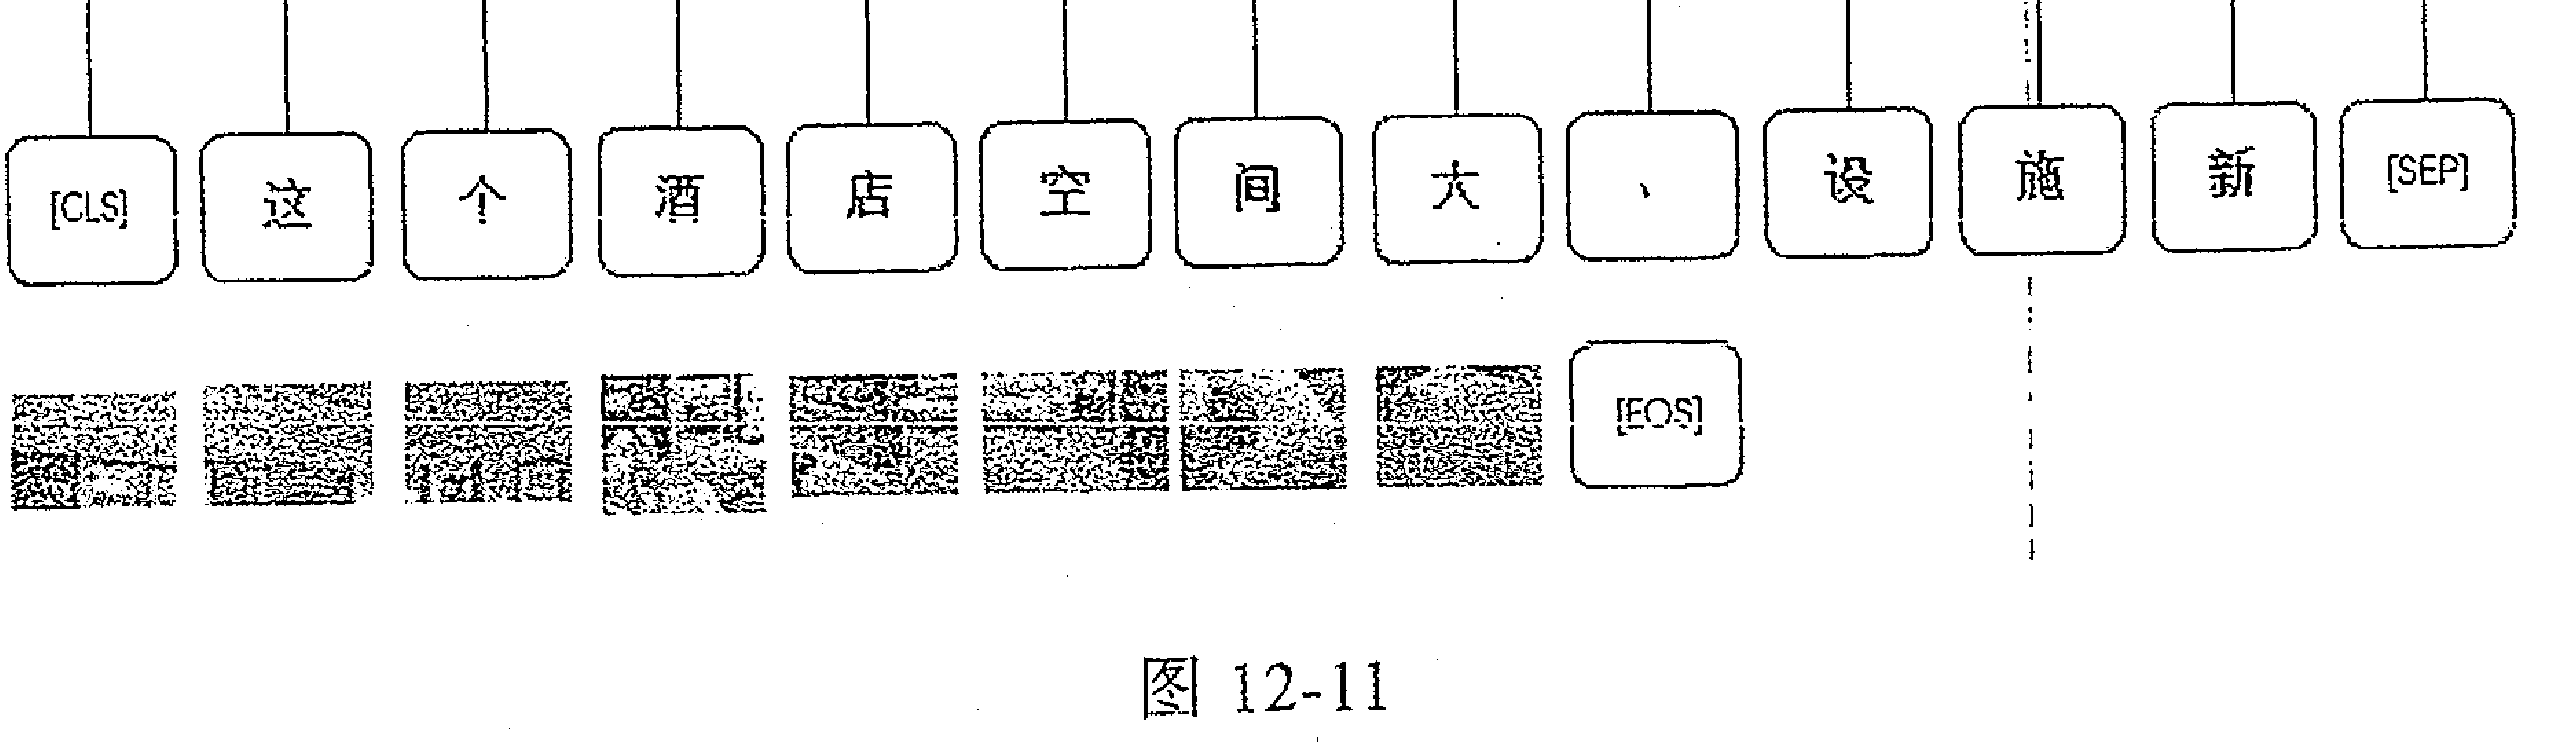 [CLS] 这 个 酒 店 空 间 大 、 设 施 新 [SEP]
[EOS]
图 12-11